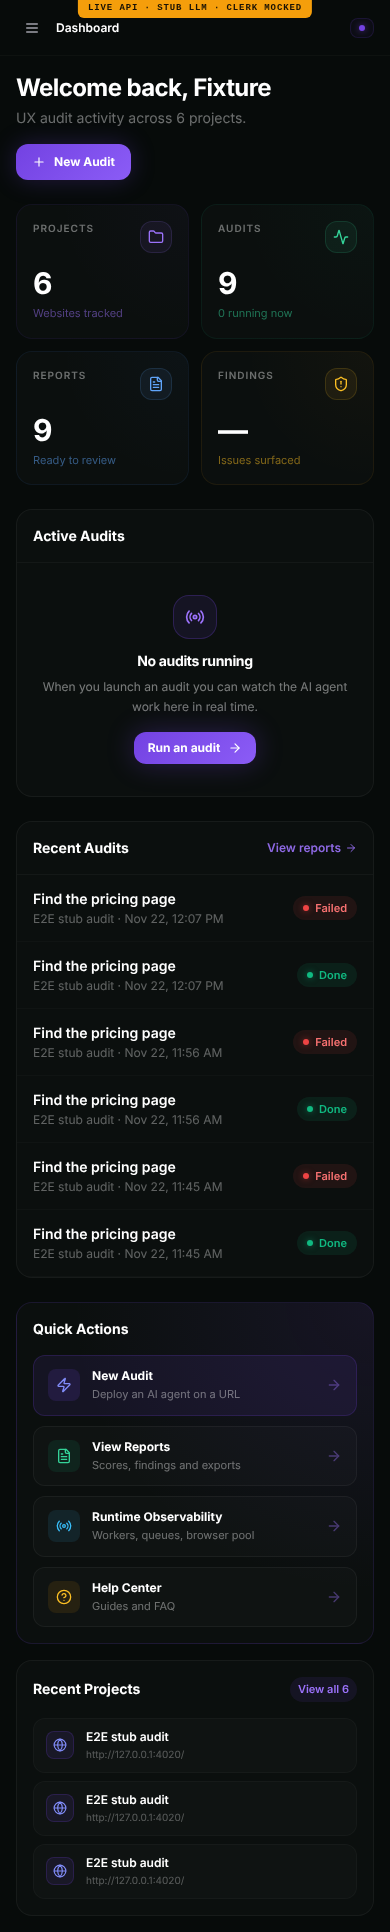 LIVE API · STUB LLM · CLERK MOCKED
Dashboard
Welcome back, Fixture
UX audit activity across 6 projects.
New Audit
PROJECTS
6
Websites tracked
AUDITS
9
0 running now
REPORTS
9
Ready to review
FINDINGS
—
Issues surfaced
Active Audits
No audits running
When you launch an audit you can watch the AI agent
work here in real time.
Run an audit
Recent Audits
View reports
Find the pricing page
E2E stub audit · Nov 22, 12:07 PM
Failed
Find the pricing page
E2E stub audit · Nov 22, 12:07 PM
Done
Find the pricing page
E2E stub audit · Nov 22, 11:56 AM
Failed
Find the pricing page
E2E stub audit · Nov 22, 11:56 AM
Done
Find the pricing page
E2E stub audit · Nov 22, 11:45 AM
Failed
Find the pricing page
E2E stub audit · Nov 22, 11:45 AM
Done
Quick Actions
New Audit
Deploy an AI agent on a URL
View Reports
Scores, findings and exports
Runtime Observability
Workers, queues, browser pool
Help Center
Guides and FAQ
Recent Projects
View all 6
E2E stub audit
http://127.0.0.1:4020/
E2E stub audit
http://127.0.0.1:4020/
E2E stub audit
http://127.0.0.1:4020/